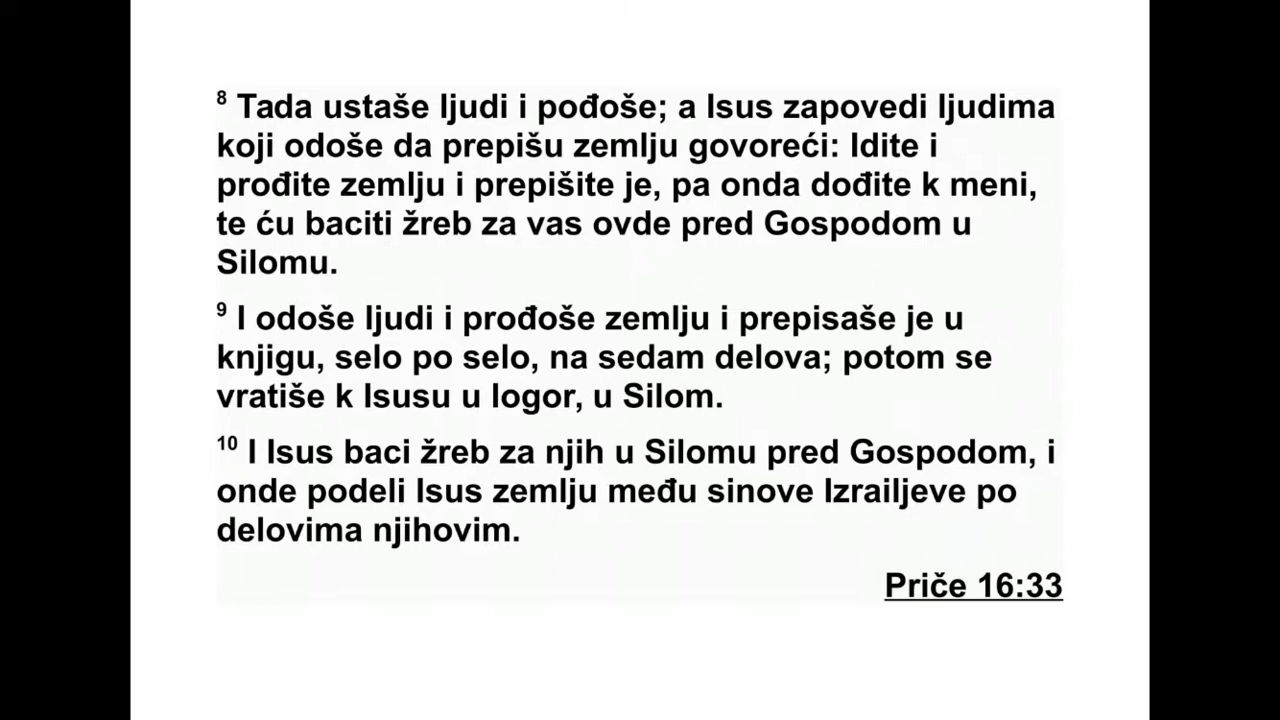 8 Tada ustaše ljudi i pođoše; a Isus zapovedi ljudima
koji odoše da prepišu zemlju govoreći: Idite i
prođite zemlju i prepišite je, pa onda dođite k meni,
te ću baciti žreb za vas ovde pred Gospodom u
Silomu.
9 I odoše ljudi i prođoše zemlju i prepisaše je u
knjigu, selo po selo, na sedam delova; potom se
vratiše k Isusu u logor, u Silom.
10 I Isus baci žreb za njih u Silomu pred Gospodom, i
onde podeli Isus zemlju među sinove Izrailjeve po
delovima njihovim.
Priče 16:33